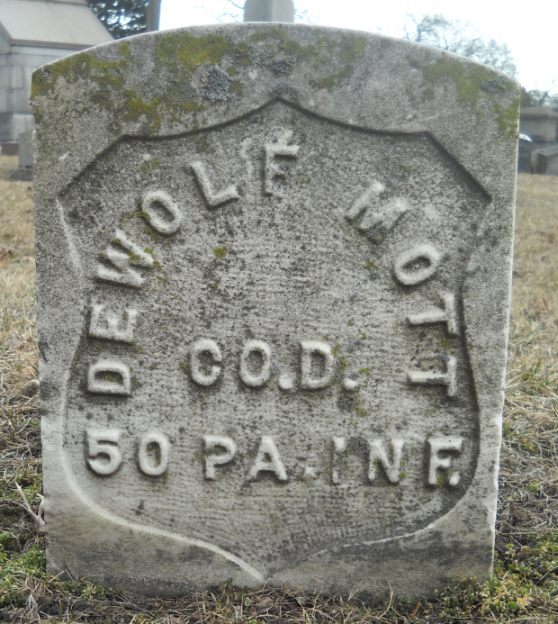 DEWOLF MOTT
CO. D.
50 PA. INF.